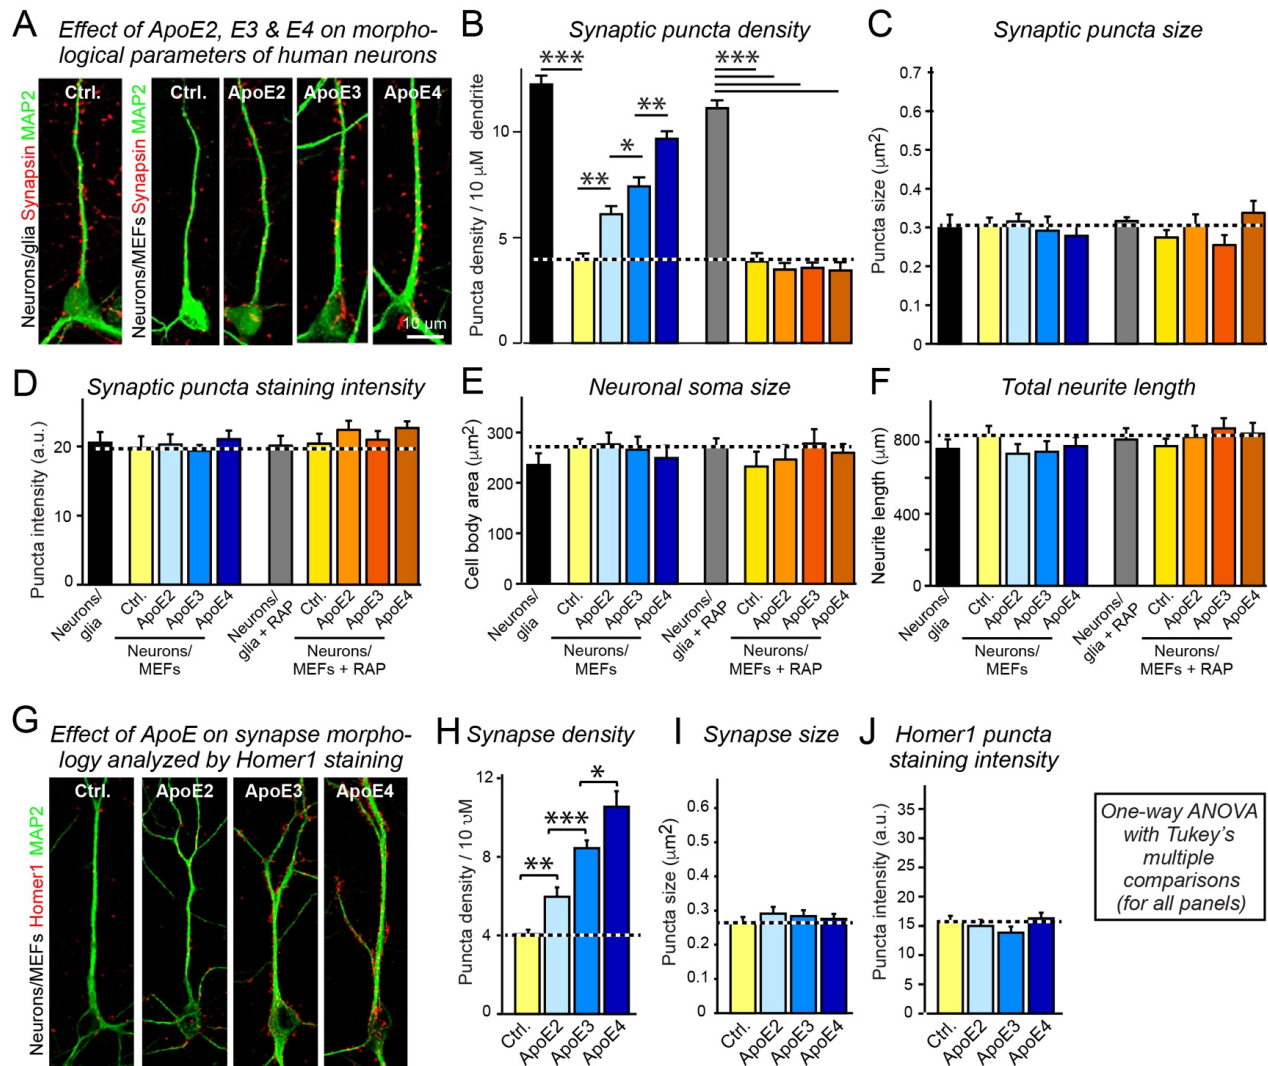 A
Effect of ApoE2, E3 & E4 on morpho-
logical parameters of human neurons
Neurons/glia Synapsin MAP2
Ctrl.
Neurons/MEFs Synapsin MAP2
Ctrl.
ApoE2
ApoE3
ApoE4
10 µm
B
Synaptic puncta density
Puncta density / 10 µM dendrite
10
5
0
***
**
*
**
***
C
Synaptic puncta size
Puncta size (µm2)
0.7
0.6
0.5
0.4
0.3
0.2
0.1
0
D
Synaptic puncta staining intensity
Puncta intensity (a.u.)
20
10
0
Neurons/
glia
Ctrl.
ApoE2
ApoE3
ApoE4
Neurons/
MEFs
Neurons/
glia + RAP
Ctrl.
ApoE2
ApoE3
ApoE4
Neurons/
MEFs + RAP
E
Neuronal soma size
Cell body area (cm2)
300
200
100
0
Neurons/
glia
Ctrl.
ApoE2
ApoE3
ApoE4
Neurons/
MEFs
Neurons/
glia + RAP
Ctrl.
ApoE2
ApoE3
ApoE4
Neurons/
MEFs + RAP
F
Total neurite length
Neurite length (µm)
800
400
0
Neurons/
glia
Ctrl.
ApoE2
ApoE3
ApoE4
Neurons/
MEFs
Neurons/
glia + RAP
Ctrl.
ApoE2
ApoE3
ApoE4
Neurons/
MEFs + RAP
G
Effect of ApoE on synapse morpho-
logy analyzed by Homer1 staining
Neurons/MEFs Homer1 MAP2
Ctrl.
ApoE2
ApoE3
ApoE4
H
Synapse density
Puncta density / 10 υM
12
8
4
0
**
***
*
Ctrl.
ApoE2
ApoE3
ApoE4
I
Synapse size
Puncta size (µm2)
0.6
0.5
0.4
0.3
0.2
0.1
0
Ctrl.
ApoE2
ApoE3
ApoE4
J
Homer1 puncta
staining intensity
Puncta intensity (a.u.)
35
30
25
20
15
10
5
0
Ctrl.
ApoE2
ApoE3
ApoE4
One-way ANOVA
with Tukey's
multiple
comparisons
(for all panels)